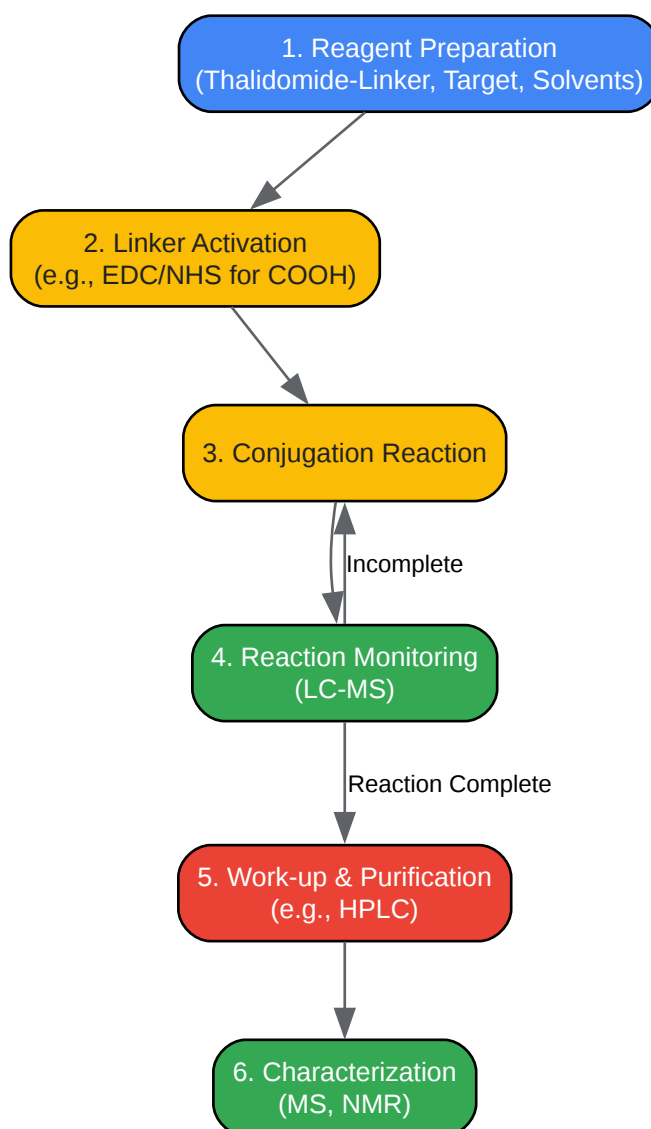 1. Reagent Preparation
(Thalidomide-Linker, Target, Solvents)
2. Linker Activation
(e.g., EDC/NHS for COOH)
3. Conjugation Reaction
Incomplete
4. Reaction Monitoring
(LC-MS)
Reaction Complete
5. Work-up & Purification
(e.g., HPLC)
6. Characterization
(MS, NMR)